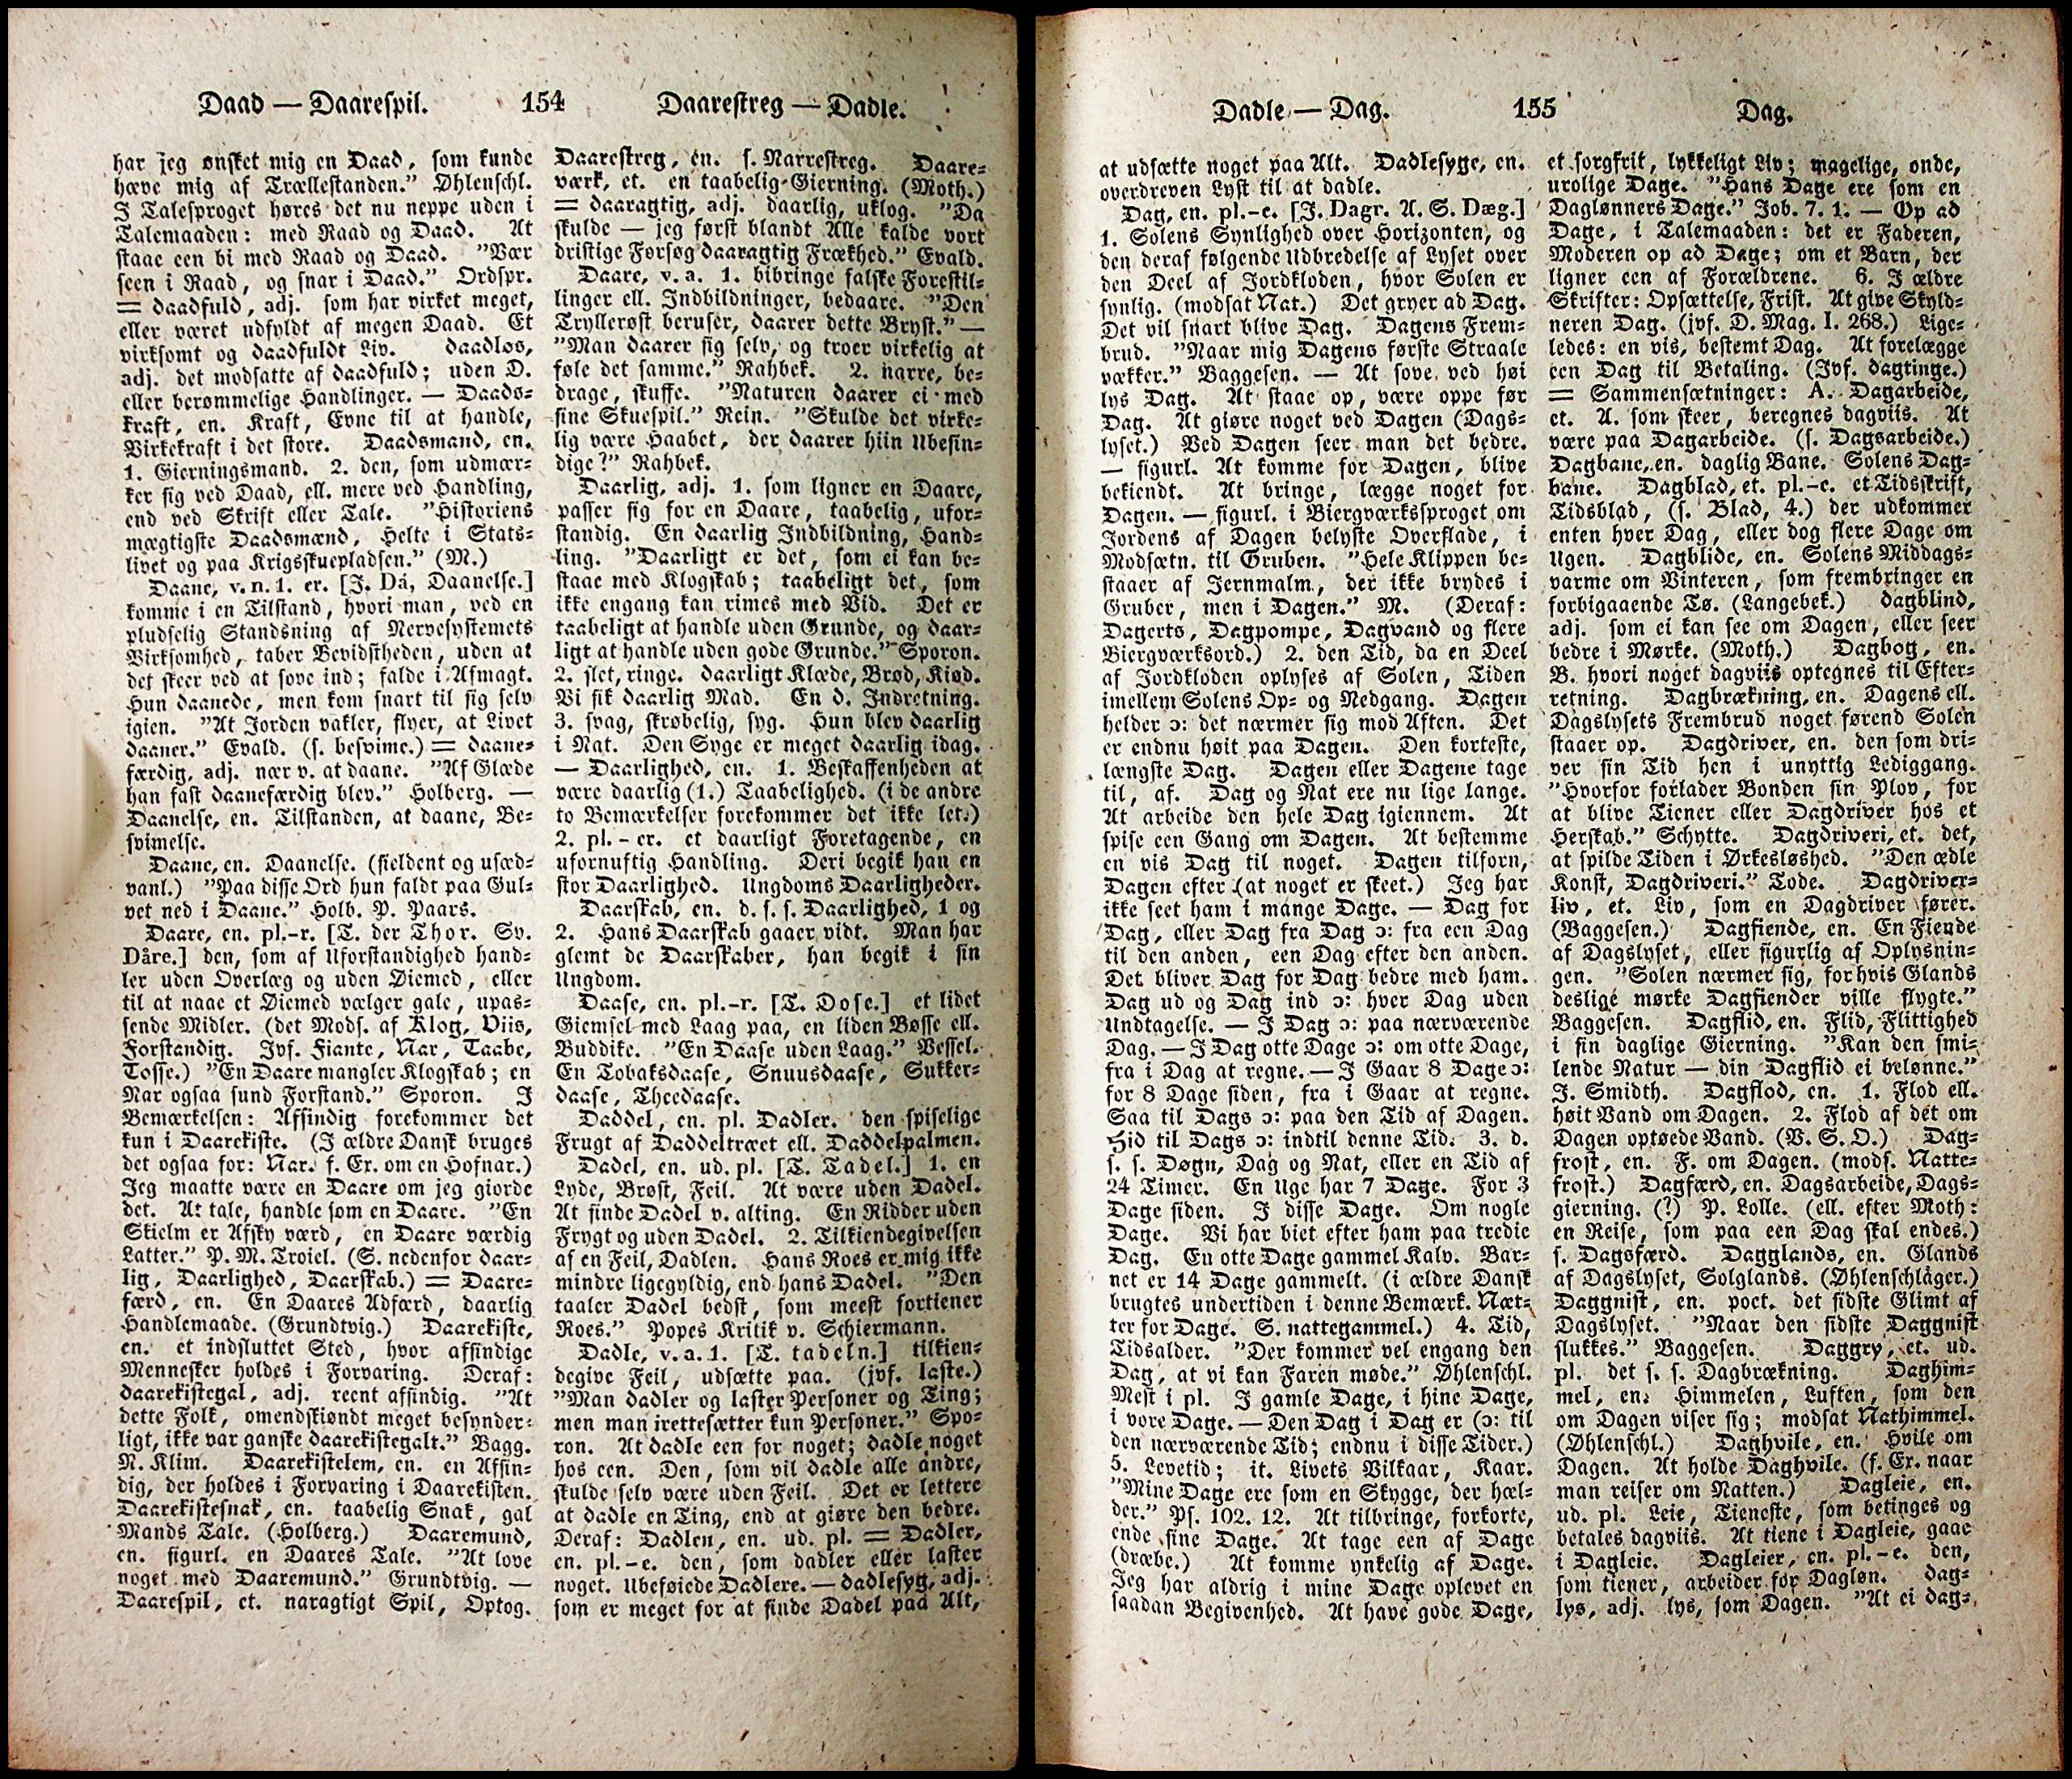 Daad — Daarespil.
154
Daarestreg — Dadle.
har jeg ønsket mig en Daad, som kunde
hæve mig af Trællestanden." Øhlenschl.
I Talesproget høres det nu neppe uden i
Talemaaden: med Raad og Daad. At
staae een bi med Raad og Daad. "Vær
seen i Raad, og snar i Daad." Ordspr.
= daadfuld, adj. som har virket meget,
eller været udfyldt af megen Daad. Et
virksomt og daadfuldt Liv. daadløs,
adj. det modsatte af daadfuld; uden D.
eller berømmelige Handlinger. — Daads-
kraft, en. Kraft, Evne til at handle,
Virkekraft i det store. Daadsmand, en.
1. Gierningsmand. 2. den, som udmær-
ker sig ved Daad, ell. mere ved Handling,
end ved Skrift eller Tale. "Historiens
mægtigste Daadsmænd, Helte i Stats-
livet og paa Krigsskuepladsen." (M.)
Daane, v. n. 1. er. [J. Dá, Daanelse.]
komme i en Tilstand, hvori man, ved en
pludselig Standsning af Nervesystemets
Virksomhed, taber Bevidstheden, uden at
det skeer ved at sove ind; falde i Afmagt.
Hun daanede, men kom snart til sig selv
igien. "At Jorden vakler, flyer, at Livet
daaner." Evald. (s. besvime.) = daane-
færdig, adj. nær v. at daane. "Af Glæde
han fast daanefærdig blev." Holberg. —
Daanelse, en. Tilstanden, at daane, Be-
svimelse.
Daane, en. Daanelse. (sieldent og usæd-
vanl.) "Paa disse Ord hun faldt paa Gul-
vet ned i Daane." Holb. P. Paars.
Daare, en. pl.-r. [T. der Thor. Sv.
Dåre.] den, som af Uforstandighed hand-
ler uden Overlæg og uden Øiemed, eller
til at naae et Øiemed vælger gale, upas-
sende Midler. (det Mods. af Klog, Viis,
Forstandig. Jvf. Fiante, Nar, Taabe,
Tosse.) "En Daare mangler Klogskab; en
Nar ogsaa sund Forstand." Sporon. I
Bemærkelsen: Afsindig forekommer det
kun i Daarekiste. (I ældre Dansk bruges
det ogsaa for: Nar. f. Ex. om en Hofnar.)
Jeg maatte være en Daare om jeg giorde
det. At tale, handle som en Daare. "En
Skielm er Afsky værd, en Daare værdig
Latter." P. M. Troiel. (S. nedenfor daar-
lig, Daarlighed, Daarskab.) = Daare-
færd, en. En Daares Adfærd, daarlig
Handlemaade. (Grundtvig.) Daarekiste,
en. et indsluttet Sted, hvor afsindige
Mennesker holdes i Forvaring. Deraf:
daarekistegal, adj. reent afsindig. "At
dette Folk, omendskiøndt meget besynder-
ligt, ikke var ganske daarekistegalt." Bagg.
N. Klim. Daarekistelem, en. en Afsin-
dig, der holdes i Forvaring i Daarekisten.
Daarekistesnak, en. taabelig Snak, gal
Mands Tale. (Holberg.) Daaremund,
en. figurl. en Daares Tale. "At love
noget med Daaremund." Grundtvig. —
Daarespil, et. naragtigt Spil, Optog.
Daarestreg, en. s. Narrestreg. Daare-
værk, et. en taabelig Gierning. (Moth.)
= daaragtig, adj. daarlig, uklog. "Da
skulde — jeg først blandt Alle kalde vort
dristige Forsøg daaragtig Frækhed." Evald.
Daare, v. a. 1. bibringe falske Forestil-
linger ell. Indbildninger, bedaare. "Den
Tryllerøst beruser, daarer dette Bryst." —
"Man daarer sig selv, og troer virkelig at
føle det samme." Rahbek. 2. narre, be-
drage, skuffe. "Naturen daarer ei med
sine Skuespil." Rein. "Skulde det virke-
lig være Haabet, der daarer hiin Ubesin-
dige?" Rahbek.
Daarlig, adj. 1. som ligner en Daare,
passer sig for en Daare, taabelig, ufor-
standig. En daarlig Indbildning, Hand-
ling. "Daarligt er det, som ei kan be-
staae med Klogskab; taabeligt det, som
ikke engang kan rimes med Vid. Det er
taabeligt at handle uden Grunde, og daar-
ligt at handle uden gode Grunde." Sporon.
2. slet, ringe. daarligt Klæde, Brød, Kiød.
Vi fik daarlig Mad. En d. Indretning.
3. svag, skrøbelig, syg. Hun blev daarlig
i Nat. Den Syge er meget daarlig idag.
— Daarlighed, en. 1. Beskaffenheden at
være daarlig (1.) Taabelighed. (i de andre
to Bemærkelser forekommer det ikke let.)
2. pl. - er. et daarligt Foretagende, en
ufornuftig Handling. Deri begik han en
stor Daarlighed. Ungdoms Daarligheder.
Daarskab, en. d. s. s. Daarlighed, 1 og
2. Hans Daarskab gaaer vidt. Man har
glemt de Daarskaber, han begik i sin
Ungdom.
Daase, en. pl.-r. [T. Dose.] et lidet
Giemsel med Laag paa, en liden Bøsse ell.
Buddike. "En Daase uden Laag." Vessel.
En Tobaksdaase, Snuusdaase, Sukker-
daase, Theedaase.
Daddel, en. pl. Dadler. den spiselige
Frugt af Daddeltræet ell. Daddelpalmen.
Dadel, en. ud. pl. [T. Tadel.] 1. en
Lyde, Brøst, Feil. At være uden Dadel.
At finde Dadel v. alting. En Ridder uden
Frygt og uden Dadel. 2. Tilkiendegivelsen
af en Feil, Dadlen. Hans Roes er mig ikke
mindre ligegyldig, end hans Dadel. "Den
taaler Dadel bedst, som meest fortiener
Roes." Popes Kritik v. Schiermann.
Dadle, v. a. 1. [T. tadeln.] tilkien-
degive Feil, udsætte paa. (jvf. laste.)
"Man dadler og laster Personer og Ting;
men man irettesætter kun Personer." Spo-
ron. At dadle een for noget; dadle noget
hos een. Den, som vil dadle alle andre,
skulde selv være uden Feil. Det er lettere
at dadle en Ting, end at giøre den bedre.
Deraf: Dadlen, en. ud. pl. = Dadler,
en. pl.-e. den, som dadler eller laster
noget. Ubeføiede Dadlere. — dadlesyg, adj.
som er meget for at finde Dadel paa Alt,
Dadle — Dag.
155
Dag.
at udsætte noget paa Alt. Dadlesyge, en.
overdreven Lyst til at dadle.
Dag, en. pl.-e. [J. Dagr. A. S. Dæg.]
1. Solens Synlighed over Horizonten, og
den deraf følgende Udbredelse af Lyset over
den Deel af Jordkloden, hvor Solen er
synlig. (modsat Nat.) Det gryer ad Dag.
Det vil snart blive Dag. Dagens Frem-
brud. "Naar mig Dagens første Straale
vækker." Baggesen. — At sove ved høi
lys Dag. At staae op, være oppe før
Dag. At giøre noget ved Dagen (Dags-
lyset.) Ved Dagen seer man det bedre.
— figurl. At komme for Dagen, blive
bekiendt. At bringe, lægge noget for
Dagen. — figurl. i Biergværkssproget om
Jordens af Dagen belyste Overflade, i
Modsætn. til Gruben. "Hele Klippen be-
staaer af Jernmalm, der ikke brydes i
Gruber, men i Dagen." M. (Deraf:
Dagerts, Dagpompe, Dagvand og flere
Biergværksord.) 2. den Tid, da en Deel
af Jordkloden oplyses af Solen, Tiden
imellem Solens Op- og Nedgang. Dagen
helder ɔ: det nærmer sig mod Aften. Det
er endnu høit paa Dagen. Den korteste,
længste Dag. Dagen eller Dagene tage
til, af. Dag og Nat ere nu lige lange.
At arbeide den hele Dag igiennem. At
spise een Gang om Dagen. At bestemme
en vis Dag til noget. Dagen tilforn,
Dagen efter (at noget er skeet.) Jeg har
ikke seet ham i mange Dage. — Dag for
Dag, eller Dag fra Dag ɔ: fra een Dag
til den anden, een Dag efter den anden.
Det bliver Dag for Dag bedre med ham.
Dag ud og Dag ind ɔ: hver Dag uden
Undtagelse. — I Dag ɔ: paa nærværende
Dag. — I Dag otte Dage ɔ: om otte Dage,
fra i Dag at regne. — I Gaar 8 Dage ɔ:
for 8 Dage siden, fra i Gaar at regne.
Saa til Dags ɔ: paa den Tid af Dagen.
Hid til Dags ɔ: indtil denne Tid. 3. d.
s. s. Døgn, Dag og Nat, eller en Tid af
24 Timer. En Uge har 7 Dage. For 3
Dage siden. I disse Dage. Om nogle
Dage. Vi har biet efter ham paa tredie
Dag. En otte Dage gammel Kalv. Bar-
net er 14 Dage gammelt. (i ældre Dansk
brugtes undertiden i denne Bemærk. Næt-
ter for Dage. S. nattegammel.) 4. Tid,
Tidsalder. "Der kommer vel engang den
Dag, at vi kan Faren møde." Øhlenschl.
Mest i pl. I gamle Dage, i hine Dage,
i vore Dage. — Den Dag i Dag er (ɔ: til
den nærværende Tid; endnu i disse Tider.)
5. Levetid; it. Livets Vilkaar, Kaar.
"Mine Dage ere som en Skygge, der hæl-
der." Ps. 102. 12. At tilbringe, forkorte,
ende sine Dage. At tage een af Dage
(dræbe.) At komme ynkelig af Dage.
Jeg har aldrig i mine Dage oplevet en
saadan Begivenhed. At have gode Dage,
et sorgfrit, lykkeligt Liv; magelige, onde,
urolige Dage. "Hans Dage ere som en
Daglønners Dage." Job. 7. 1. — Op ad
Dage, i Talemaaden: det er Faderen,
Moderen op ad Dage; om et Barn, der
ligner een af Forældrene. 6. I ældre
Skrifter: Opsættelse, Frist. At give Skyld-
neren Dag. (jvf. D. Mag. I. 268.) Lige-
ledes: en vis, bestemt Dag. At forelægge
een Dag til Betaling. (Jvf. dagtinge.)
= Sammensætninger: A. Dagarbeide,
et. A. som skeer, beregnes dagviis. At
være paa Dagarbeide. (s. Dagsarbeide.)
Dagbane, en. daglig Bane. Solens Dag-
bane. Dagblad, et. pl.-e. et Tidsskrift,
Tidsblad, (s. Blad, 4.) der udkommer
enten hver Dag, eller dog flere Dage om
Ugen. Dagblide, en. Solens Middags-
varme om Vinteren, som frembringer en
forbigaaende Tø. (Langebek.) dagblind,
adj. som ei kan see om Dagen, eller seer
bedre i Mørke. (Moth.) Dagbog, en.
B. hvori noget dagviis optegnes til Efter-
retning. Dagbrækning, en. Dagens ell.
Dagslysets Frembrud noget førend Solen
staaer op. Dagdriver, en. den som dri-
ver sin Tid hen i unyttig Lediggang.
"Hvorfor forlader Bonden sin Plov, for
at blive Tiener eller Dagdriver hos et
Herskab." Schytte. Dagdriveri, et. det,
at spilde Tiden i Ørkesløshed. "Den ædle
Konst, Dagdriveri." Tode. Dagdriver-
liv, et. Liv, som en Dagdriver fører.
(Baggesen.) Dagfiende, en. En Fiende
af Dagslyset, eller figurlig af Oplysnin-
gen. "Solen nærmer sig, for hvis Glands
deslige mørke Dagfiender ville flygte."
Baggesen. Dagflid, en. Flid, Flittighed
i sin daglige Gierning. "Kan den smi-
lende Natur — din Dagflid ei belønne."
J. Smidth. Dagflod, en. 1. Flod ell.
høit Vand om Dagen. 2. Flod af det om
Dagen optøede Vand. (V. S. O.) Dag-
frost, en. F. om Dagen. (mods. Natte-
frost.) Dagfærd, en. Dagsarbeide, Dags-
gierning. (?) P. Lolle. (ell. efter Moth:
en Reise, som paa een Dag skal endes.)
s. Dagsfærd. Dagglands, en. Glands
af Dagslyset, Solglands. (Øhlenschläger.)
Daggnist, en. poet. det sidste Glimt af
Dagslyset. "Naar den sidste Daggnist
slukkes." Baggesen. Daggry, et. ud.
pl. det s. s. Dagbrækning. Daghim-
mel, en. Himmelen, Luften, som den
om Dagen viser sig; modsat Nathimmel.
(Øhlenschl.) Daghvile, en. Hvile om
Dagen. At holde Daghvile. (f. Ex. naar
man reiser om Natten.) Dagleie, en.
ud. pl. Leie, Tieneste, som betinges og
betales dagviis. At tiene i Dagleie, gaae
i Dagleie. Dagleier, en. pl.-e. den,
som tiener, arbeider for Dagløn. dag-
lys, adj. lys, som Dagen. "At ei dag-